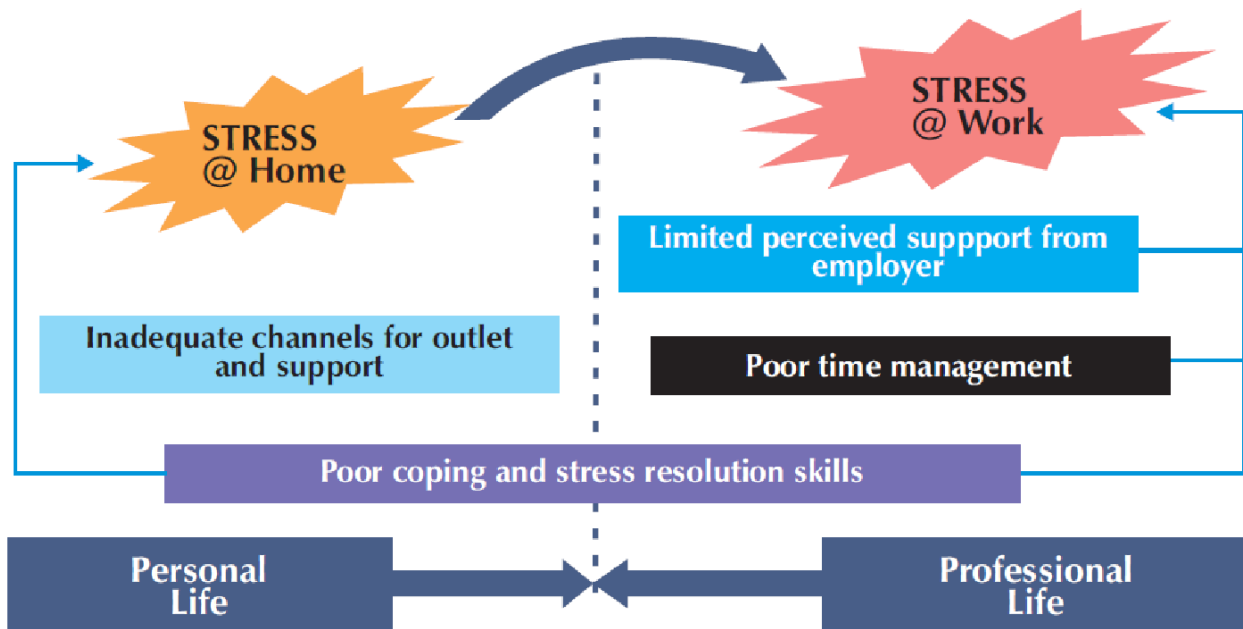 STRESS
@ Home
STRESS
@ Work
Limited perceived suppport from
employer
Inadequate channels for outlet
and support
Poor time management
Poor coping and stress resolution skills
Personal
Life
Professional
Life